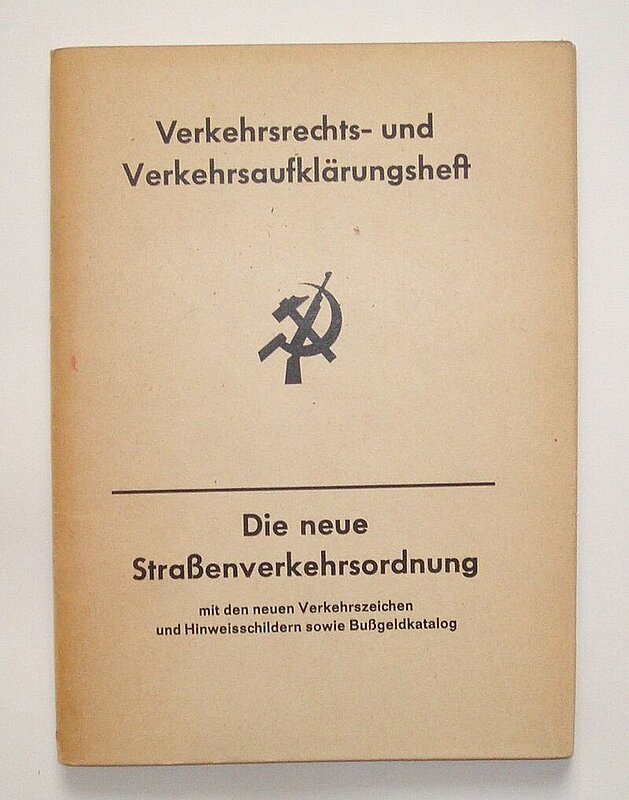 Verkehrsrechts- und
Verkehrsaufklärungsheft
Die neue
Straßenverkehrsordnung
mit den neuen Verkehrszeichen
und Hinweisschildern sowie Bußgeldkatalog